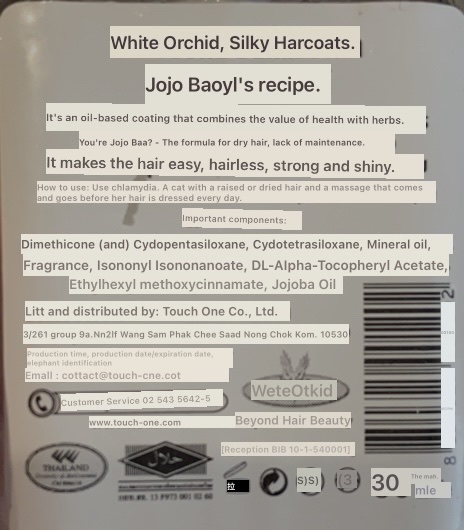 White Orchid, Silky Harcoats.
Jojo Baoyl's recipe.
It's an oil-based coating that combines the value of health with herbs.
You're Jojo Baa? - The formula for dry hair, lack of maintenance.
It makes the hair easy, hairless, strong and shiny.
How to use: Use chlamydia. A cat with a raised or dried hair and a massage that comes
and goes before her hair is dressed every day.
Important components;
Dimethicone (and) Cydopentasiloxane, Cydotetrasiloxane, Mineral oil,
Fragrance, Isononyl Isononanoate, DL-Alpha-Tocopheryl Acetate,
Ethylhexyl methoxycinnamate, Jojoba Oil
Litt and distributed by: Touch One Co., Ltd.
3/261 group 9a.Nn2lf Wang Sam Phak Chee Saad Nong Chok Kom. 10530
Production time, production date/expiration date,
elephant identification
Emall : cottact@touch-cne.cot
Customer Service 02 543 5642-5
WeteOtkid
www.touch-one.com
Beyond Hair Beauty
[Reception BIB 10-1-540001]
THAILAND
حلال
拉
S)S)
(3
30
The mah.
mle
2
8